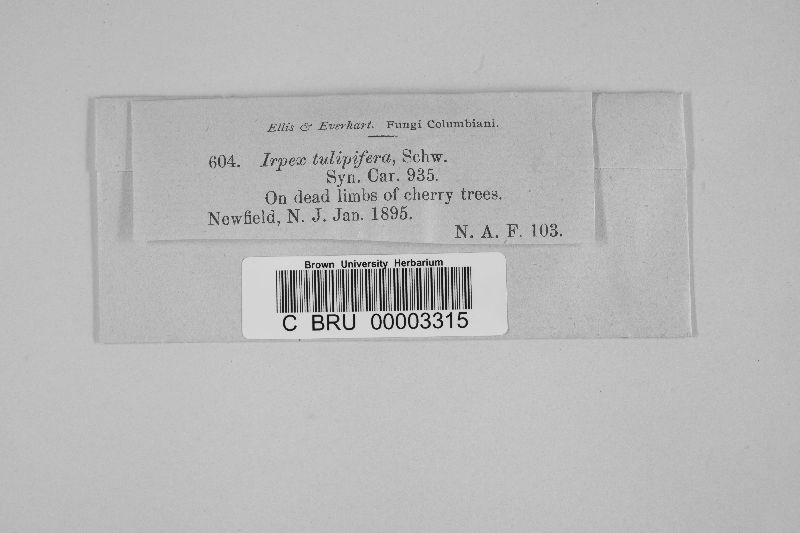 Ellis & Everhart. Fungi Columbiani.
604. Irpex tulipifera, Schw.
Syn. Car. 935.
On dead limbs of cherry trees.
Newfield, N. J. Jan. 1895.
N. A. F. 103.
Brown University Herbarium
C BRU 00003315